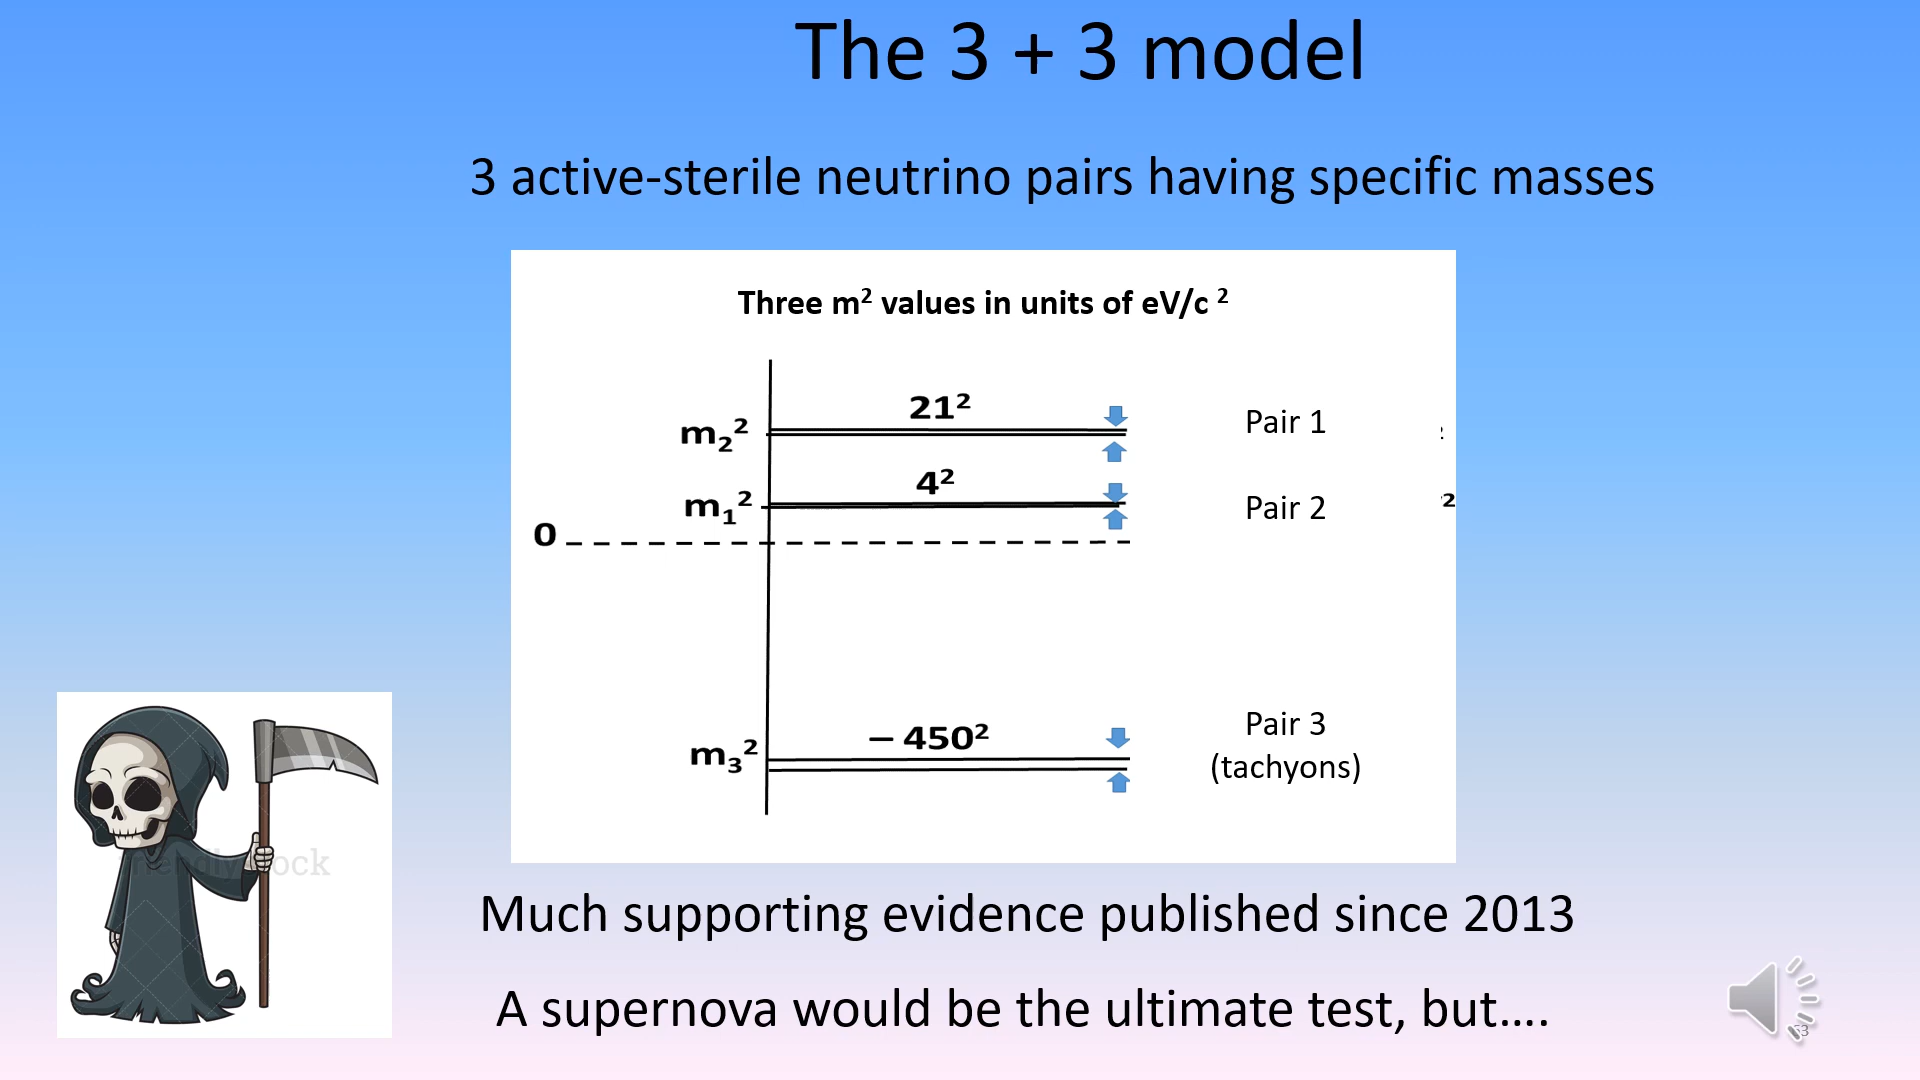 The 3 + 3 model
3 active-sterile neutrino pairs having specific masses
Three m² values in units of eV/c ²
21²
m₂² Pair 1
4²
m₁² Pair 2
0
– 450²
m₃² Pair 3
(tachyons)
Much supporting evidence published since 2013
A supernova would be the ultimate test, but....
53